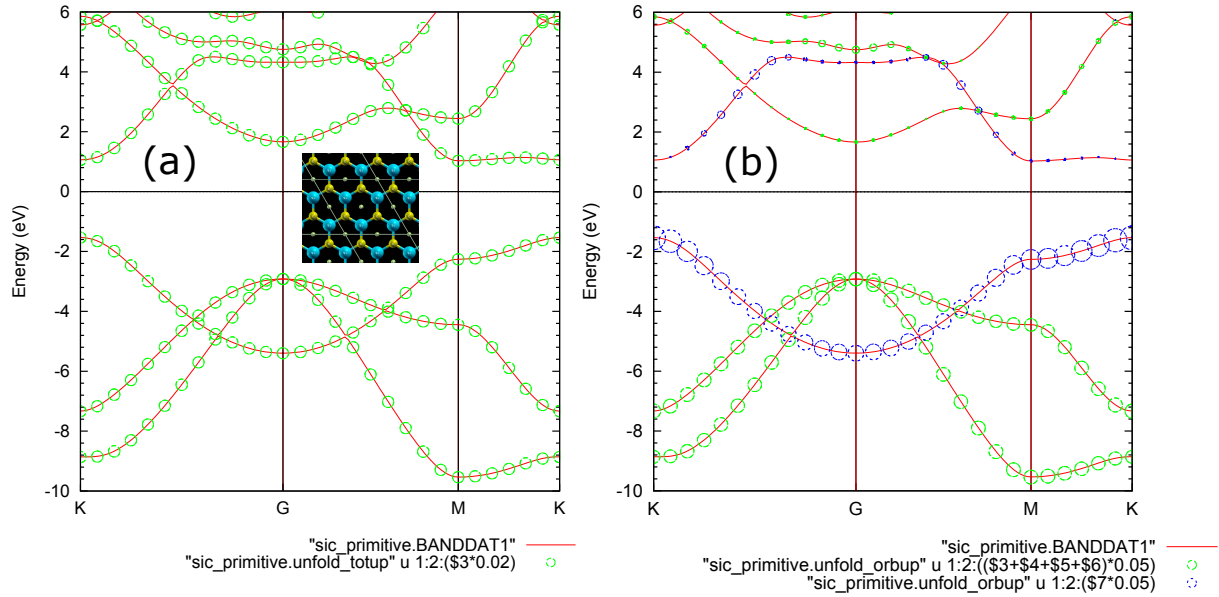 (a)
Energy (eV)
6
4
2
0
-2
-4
-6
-8
-10
K
G
M
K
"sic_primitive.BANDDAT1"
"sic_primitive.unfold_totup" u 1:2:($3*0.02)
(b)
Energy (eV)
6
4
2
0
-2
-4
-6
-8
-10
K
G
M
K
"sic_primitive.BANDDAT1"
"sic_primitive.unfold_orbup" u 1:2:(($3+$4+$5+$6)*0.05)
"sic_primitive.unfold_orbup" u 1:2:($7*0.05)